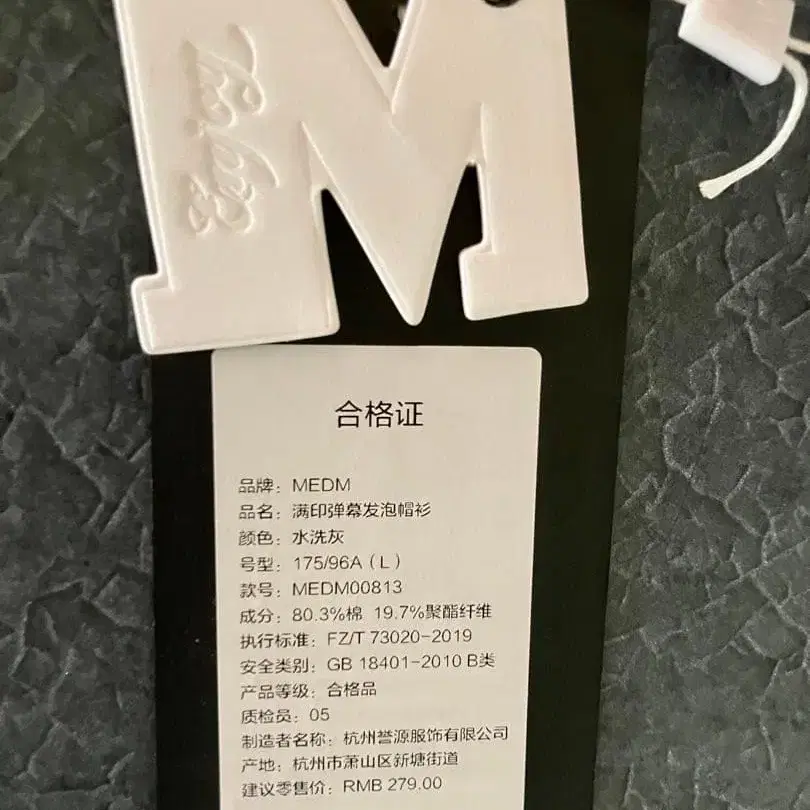 Enjoy
M
合格证
品牌：MEDM
品名：满印弹幕发泡帽衫
颜色：水洗灰
号型：175/96A（L）
款号：MEDM00813
成分：80.3%棉 19.7%聚酯纤维
执行标准：FZ/T 73020-2019
安全类别：GB 18401-2010 B类
产品等级：合格品
质检员：05
制造者名称：杭州誉源服饰有限公司
产地：杭州市萧山区新塘街道
建议零售价：RMB 279.00